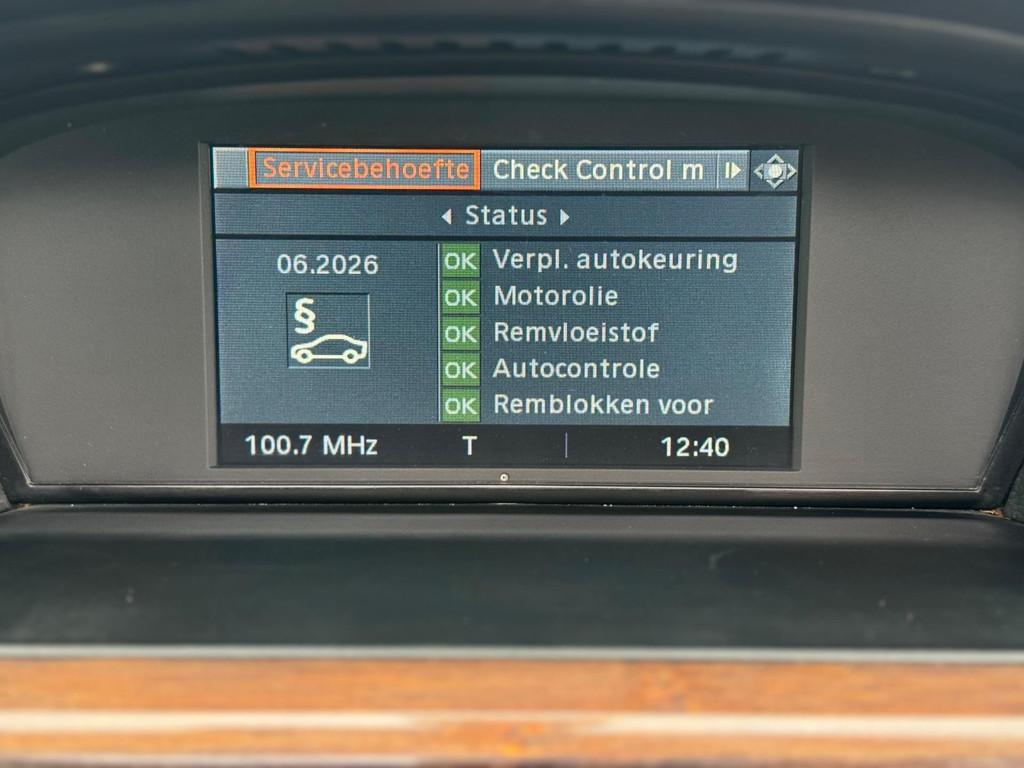 Servicebehoefte Check Control m
Status
06.2026
§
OK Verpl. autokeuring
OK Motorolie
OK Remvloeistof
OK Autocontrole
OK Remblokken voor
100.7 MHz T 12:40